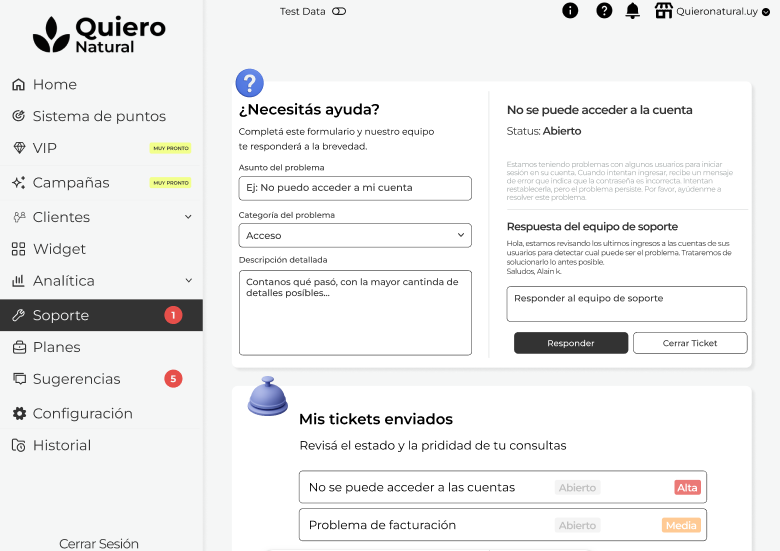 Quiero
Natural
Test Data
Quieronatural.uy
Home
Sistema de puntos
VIP
MUY PRONTO
Campañas
MUY PRONTO
Clientes
Widget
Analítica
Soporte
1
Planes
Sugerencias
5
Configuración
Historial
Cerrar Sesión
¿Necesitás ayuda?
Completá este formulario y nuestro equipo
te responderá a la brevedad.
Asunto del problema
Ej: No puedo acceder a mi cuenta
Categoría del problema
Acceso
Descripción detallada
Contanos qué pasó, con la mayor cantinda de
detalles posíbles...
No se puede acceder a la cuenta
Status: Abierto
Estamos teniendo problemas con algunos usuarios para iniciar
sesión en su cuenta. Cuando intentan ingresar, recibe un mensaje
de error que indica que la contraseña es incorrecta. Intentan
restablecerla, pero el problema persiste. Por favor, ayúdenme a
resolver este problema.
Respuesta del equipo de soporte
Hola, estamos revisando los ultimos ingresos a las cuentas de sus
usuarios para detectar cual puede ser el problema. Trataremos de
solucionarlo lo antes posible.
Saludos, Alain k.
Responder al equipo de soporte
Responder
Cerrar Ticket
Mis tickets enviados
Revisá el estado y la prididad de tu consultas
No se puede acceder a las cuentas
Abierto
Alta
Problema de facturación
Abierto
Media